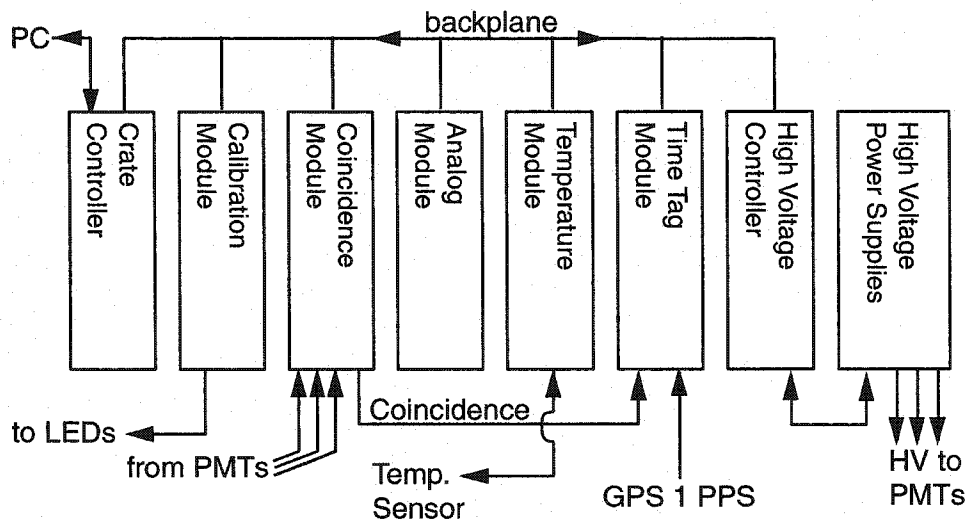 backplane
PC
Crate
Controller
Calibration
Module
Coincidence
Module
Analog
Module
Temperature
Module
Time Tag
Module
High Voltage
Controller
High Voltage
Power Supplies
Coincidence
to LEDs
from PMTs
Temp.
Sensor
GPS 1 PPS
HV to
PMTs